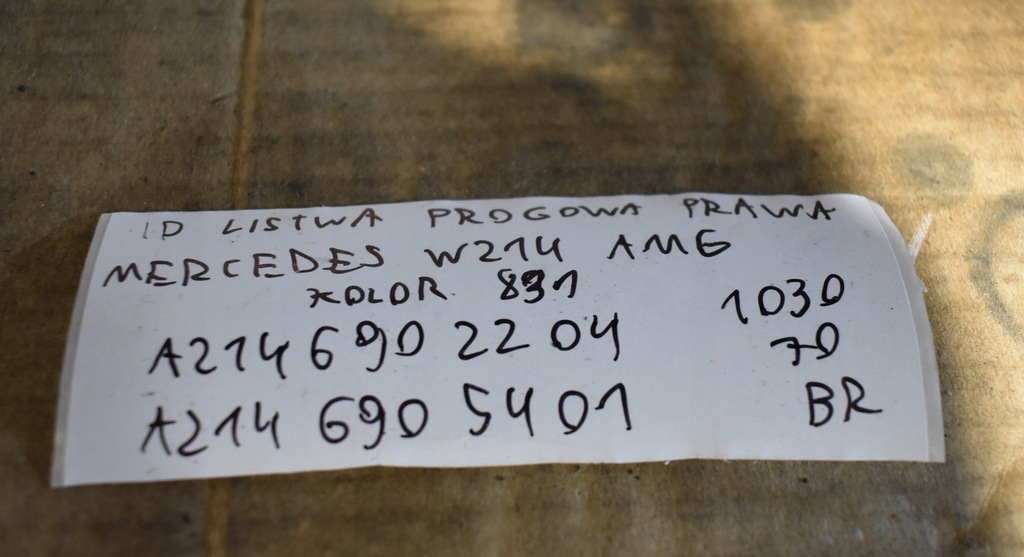 ID LISTWA PROGOWA PRAWA
MERCEDES W214 AMG
KOLOR 831
A214 690 22 04
A214 690 54 01
1030
70
BR